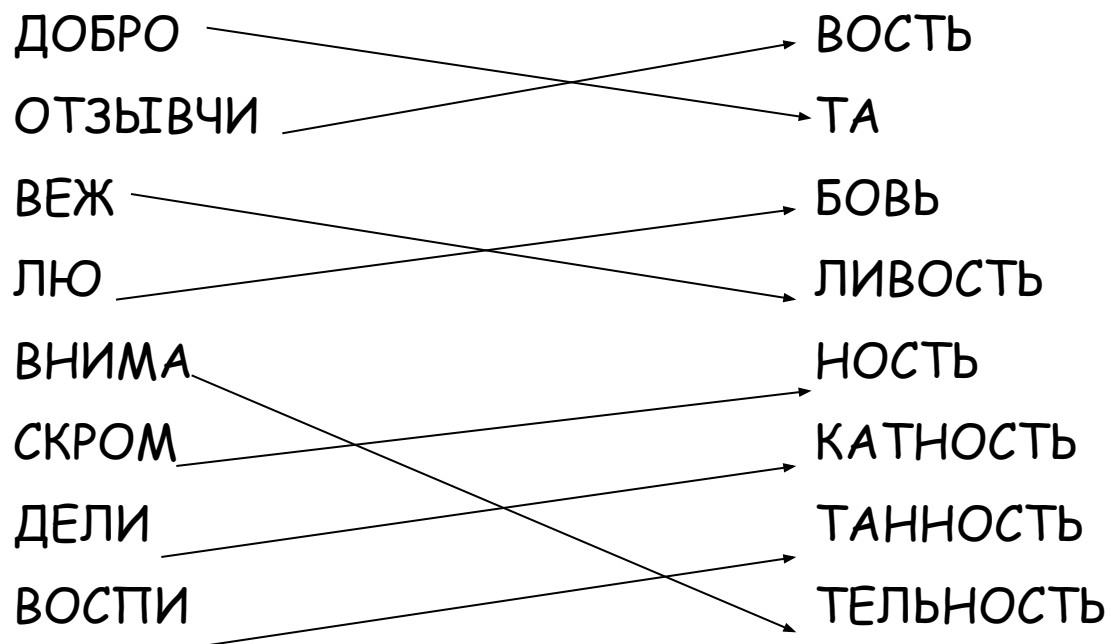 ДОБРО ВОСТЬ
ОТЗЫВЧИ ТА
ВЕЖ БОВЬ
ЛЮ ЛИВОСТЬ
ВНИМА НОСТЬ
СКРОМ КАТНОСТЬ
ДЕЛИ ТАННОСТЬ
ВОСПИ ТЕЛЬНОСТЬ